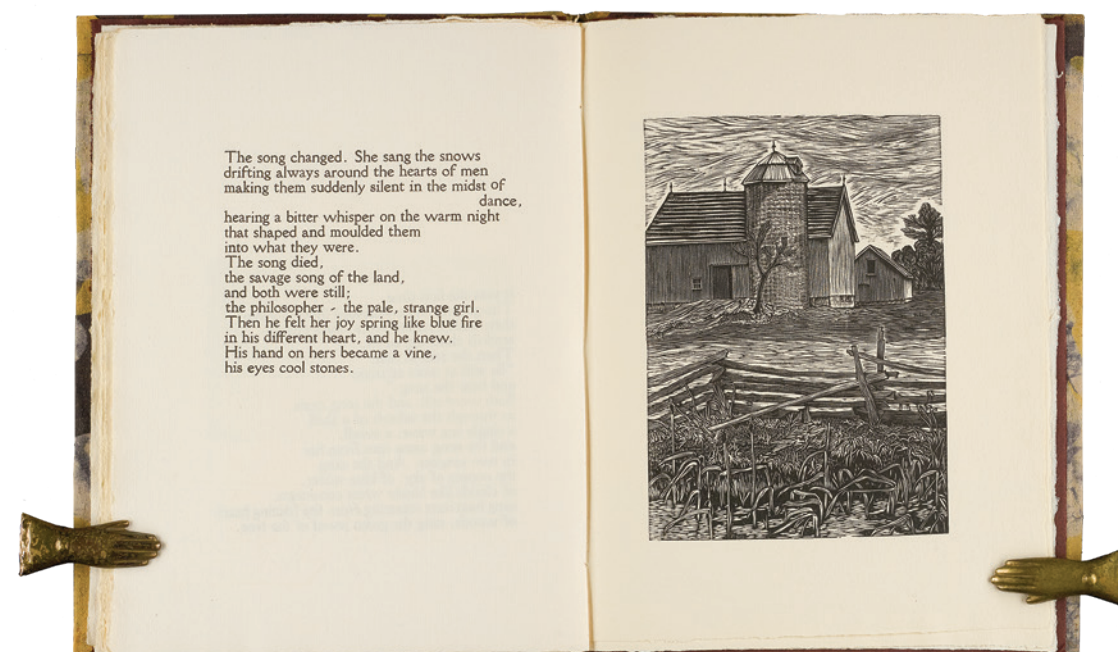 The song changed. She sang the snows
drifting always around the hearts of men
making them suddenly silent in the midst of
dance,
hearing a bitter whisper on the warm night
that shaped and moulded them
into what they were.
The song died,
the savage song of the land,
and both were still;
the philosopher - the pale, strange girl.
Then he felt her joy spring like blue fire
in his different heart, and he knew.
His hand on hers became a vine,
his eyes cool stones.